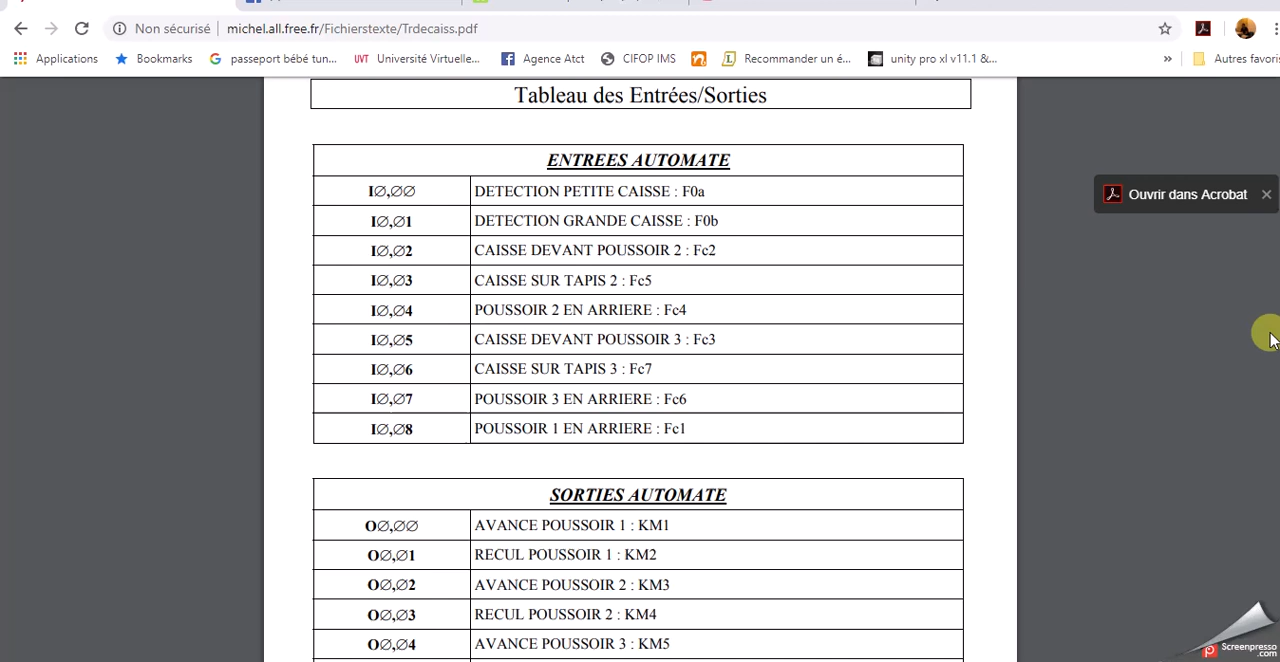 Non sécurisé michel.all.free.fr/Fichierstexte/Trdecaiss.pdf
Applications Bookmarks passeport bébé tun... UVT Université Virtuelle... Agence Atct CIFOP IMS Recommander un é... unity pro xl v11.1 &... » Autres favoris
Tableau des Entrées/Sorties
ENTREES AUTOMATE
I∅,∅∅ DETECTION PETITE CAISSE : F0a
I∅,∅1 DETECTION GRANDE CAISSE : F0b
I∅,∅2 CAISSE DEVANT POUSSOIR 2 : Fc2
I∅,∅3 CAISSE SUR TAPIS 2 : Fc5
I∅,∅4 POUSSOIR 2 EN ARRIERE : Fc4
I∅,∅5 CAISSE DEVANT POUSSOIR 3 : Fc3
I∅,∅6 CAISSE SUR TAPIS 3 : Fc7
I∅,∅7 POUSSOIR 3 EN ARRIERE : Fc6
I∅,∅8 POUSSOIR 1 EN ARRIERE : Fc1
Ouvrir dans Acrobat
SORTIES AUTOMATE
O∅,∅∅ AVANCE POUSSOIR 1 : KM1
O∅,∅1 RECUL POUSSOIR 1 : KM2
O∅,∅2 AVANCE POUSSOIR 2 : KM3
O∅,∅3 RECUL POUSSOIR 2 : KM4
O∅,∅4 AVANCE POUSSOIR 3 : KM5
Screenpresso
.com